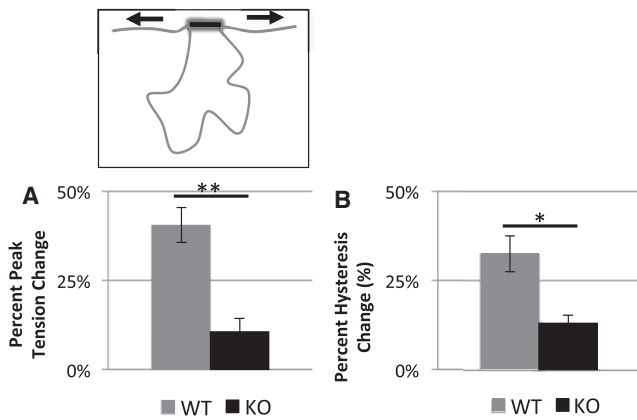 A
50%
**
25%
0%
Percent Peak
Tension Change
WT KO
B
50%
*
25%
0%
Percent Hysteresis
Change (%)
WT KO